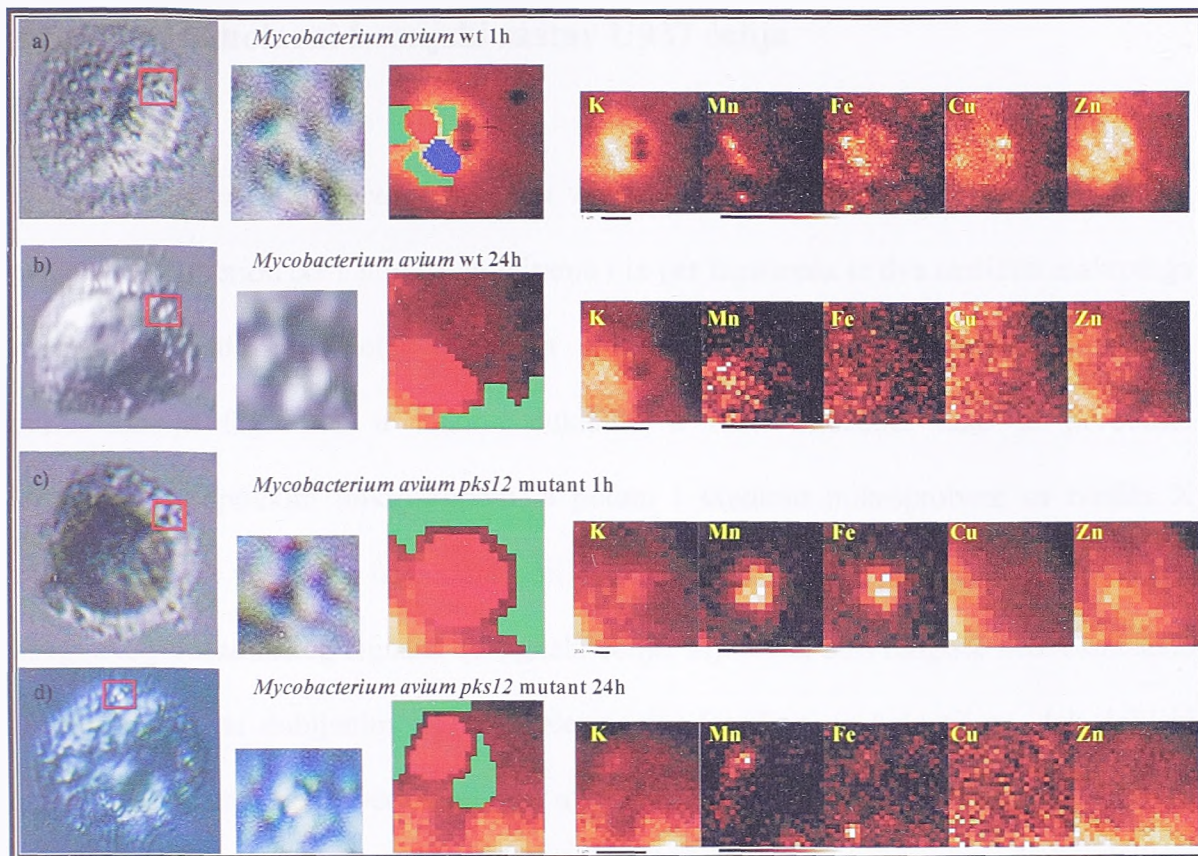 a)
Mycobacterium avium wt 1h
K Mn Fe Cu Zn
b)
Mycobacterium avium wt 24h
K Mn Fe Cu Zn
c)
Mycobacterium avium pks12 mutant 1h
K Mn Fe Cu Zn
d)
Mycobacterium avium pks12 mutant 24h
K Mn Fe Cu Zn